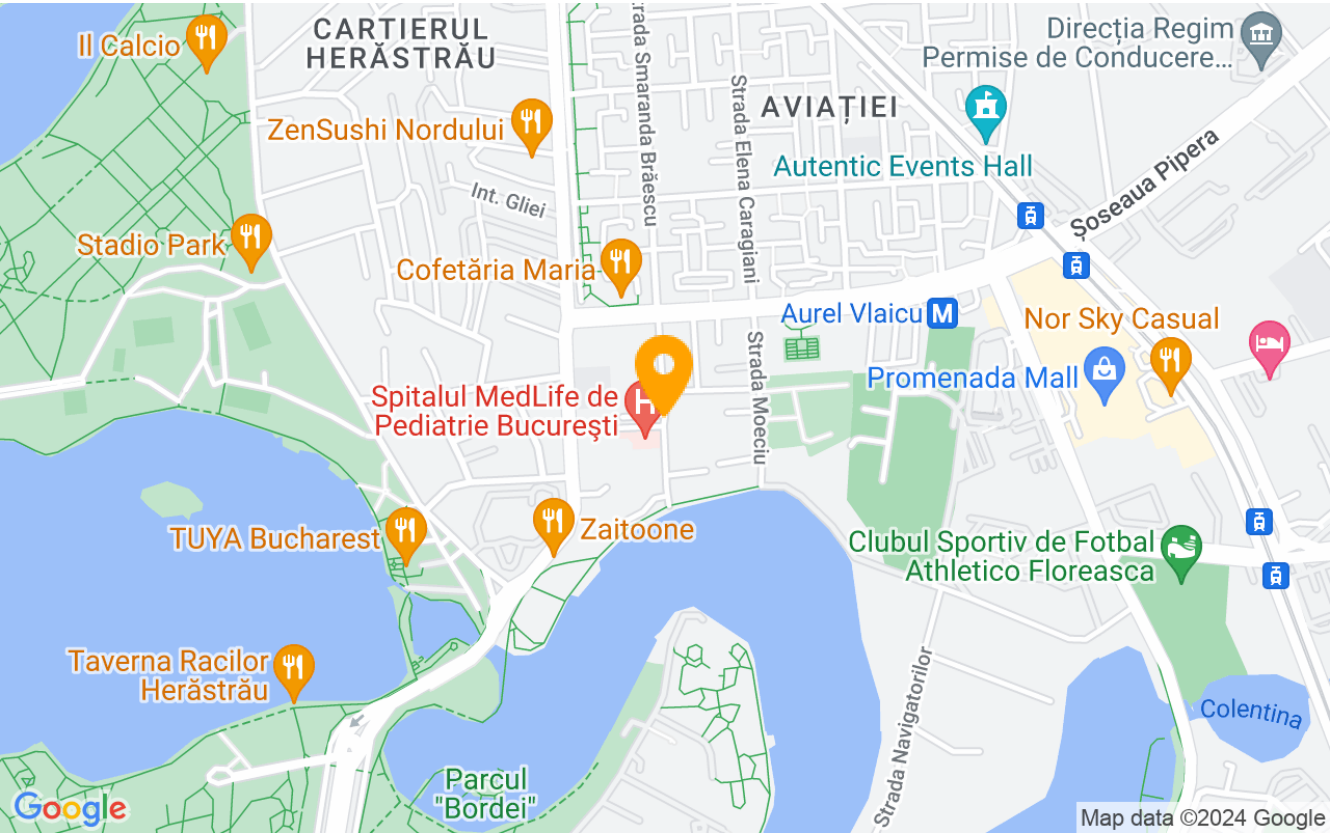 Il Calcio
CARTIERUL
HERĂSTRĂU
rada Smaranda Brăescu
Strada Elena Caragiani
AVIAȚIEI
Direcția Regim
Permise de Conducere...
ZenSushi Nordului
Autentic Events Hall
Șoseaua Pipera
Int. Gliei
Stadio Park
Cofetăria Maria
Aurel Vlaicu
M
Nor Sky Casual
Strada Moeciu
Promenada Mall
Spitalul MedLife de
Pediatrie Bucureşti
H
TUYA Bucharest
Zaitoone
Clubul Sportiv de Fotbal
Athletico Floreasca
Taverna Racilor
Herăstrău
Strada Navigatorilor
Colentina
Parcul
"Bordei"
Google
Map data ©2024 Google